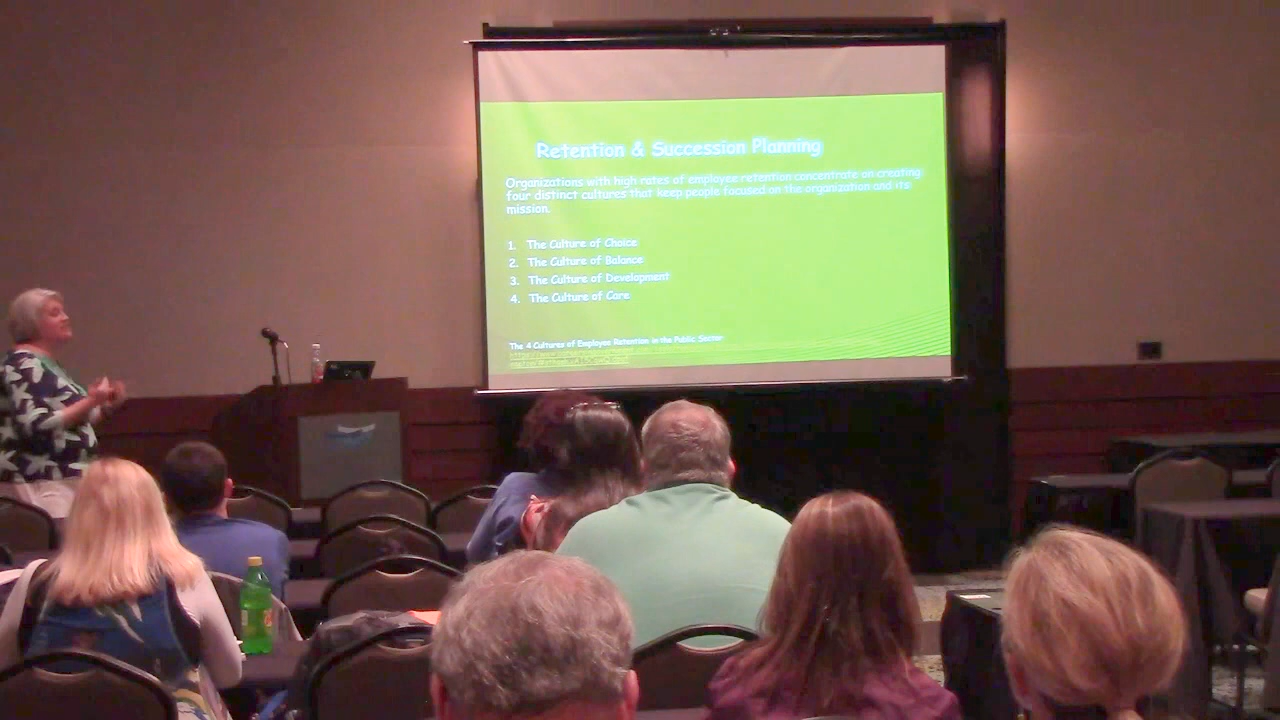 Retention & Succession Planning
Organizations with high rates of employee retention concentrate on creating
four distinct cultures that keep people focused on the organization and its
mission.
1. The Culture of Choice
2. The Culture of Balance
3. The Culture of Development
4. The Culture of Care
The 4 Cultures of Employee Retention in the Public Sector